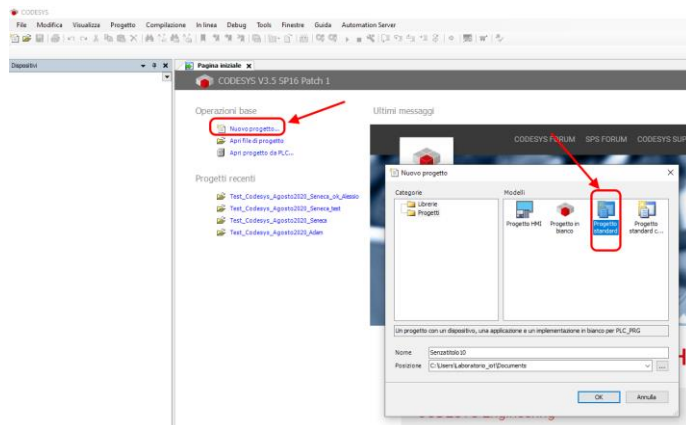 CODESYS
File Modifica Visualizza Progetto Compilazione In linea Debug Tools Finestre Guida Automation Server
Dispositivi
Pagina iniziale
CODESYS V3.5 SP16 Patch 1
Operazioni base
Nuovo progetto...
Apri file di progetto
Apri progetto da PLC...
Progetti recenti
Test_Codesys_Agosto2020_Seneca_ok_Alessio
Test_Codesys_Agosto2020_Seneca_test
Test_Codesys_Agosto2020_Seneca
Test_Codesys_Agosto2020_Adam
Ultimi messaggi
CODESYS FORUM SPS FORUM CODESYS SUP
Nuovo progetto
Categorie
Librerie
Progetti
Modelli
Progetto HMI
Progetto in bianco
Progetto standard
Progetto standard c...
Un progetto con un dispositivo, una applicazione e un implementazione in bianco per PLC_PRG
Nome Senzatitolo10
Posizione C:\Users\Laboratorio_iot\Documents
OK Annulla